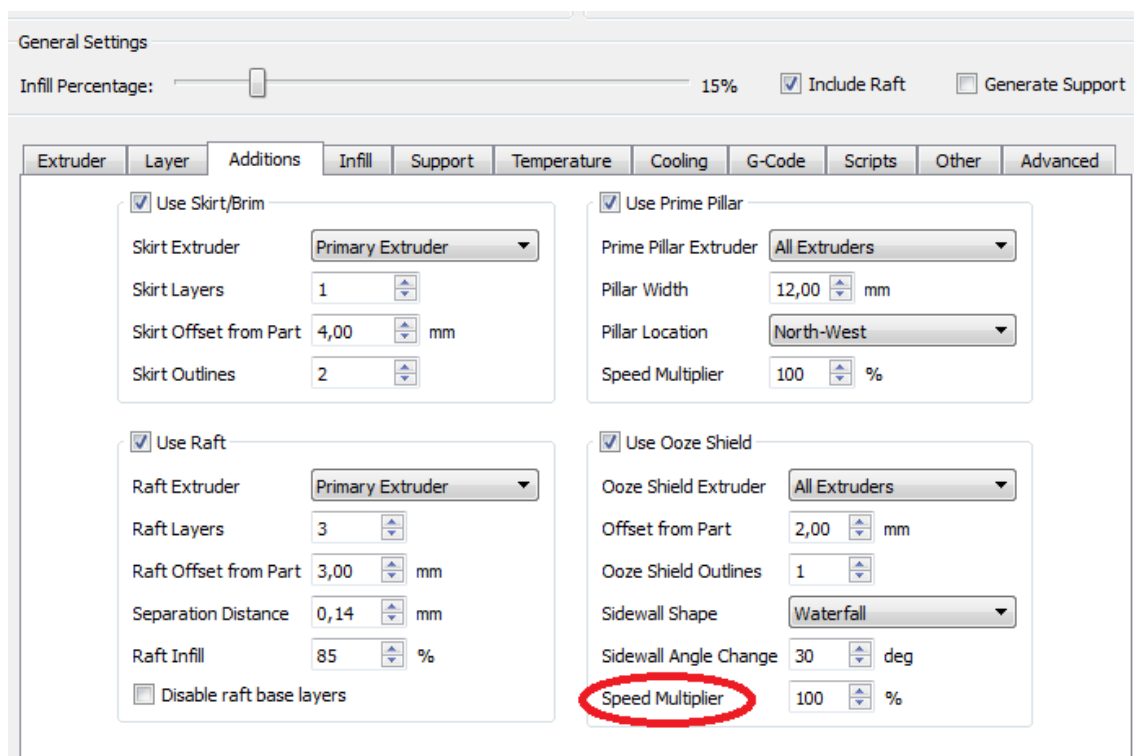 General Settings
Infill Percentage: 15% Include Raft Generate Support
Extruder Layer Additions Infill Support Temperature Cooling G-Code Scripts Other Advanced
Use Skirt/Brim
Skirt Extruder Primary Extruder
Skirt Layers 1
Skirt Offset from Part 4,00 mm
Skirt Outlines 2
Use Prime Pillar
Prime Pillar Extruder All Extruders
Pillar Width 12,00 mm
Pillar Location North-West
Speed Multiplier 100 %
Use Raft
Raft Extruder Primary Extruder
Raft Layers 3
Raft Offset from Part 3,00 mm
Separation Distance 0,14 mm
Raft Infill 85 %
Disable raft base layers
Use Ooze Shield
Ooze Shield Extruder All Extruders
Offset from Part 2,00 mm
Ooze Shield Outlines 1
Sidewall Shape Waterfall
Sidewall Angle Change 30 deg
Speed Multiplier 100 %